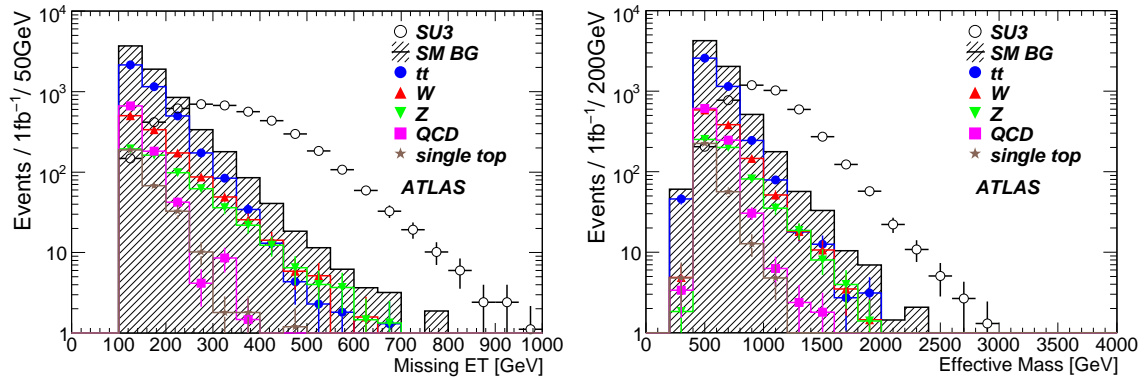 Events / 1fb⁻¹/ 50GeV
10⁴
10³
10²
10
1
SU3
SM BG
tt
W
Z
QCD
single top
ATLAS
0 100 200 300 400 500 600 700 800 900 1000
Missing ET [GeV]
Events / 1fb⁻¹/ 200GeV
10⁴
10³
10²
10
1
SU3
SM BG
tt
W
Z
QCD
single top
ATLAS
0 500 1000 1500 2000 2500 3000 3500 4000
Effective Mass [GeV]